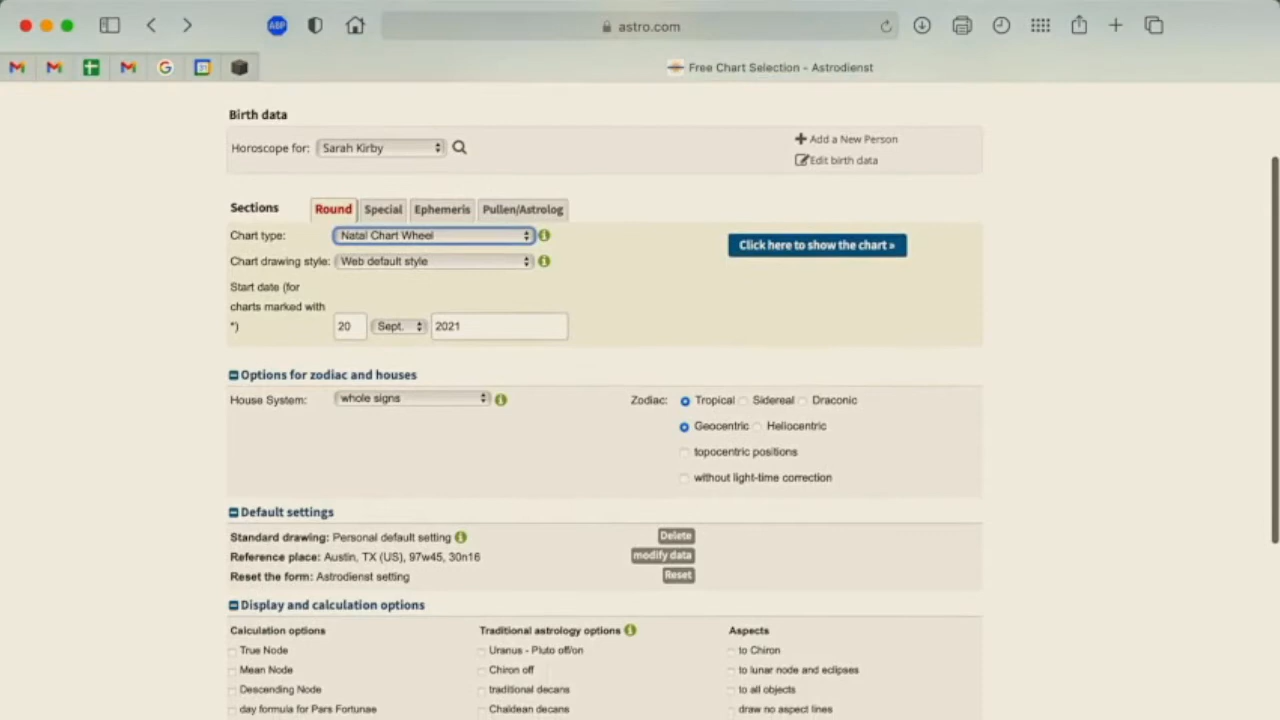 ABP
astro.com
Free Chart Selection - Astrodienst
Birth data
Horoscope for: Sarah Kirby
Add a New Person
Edit birth data
Sections Round Special Ephemeris Pullen/Astrolog
Chart type: Natal Chart Wheel
Click here to show the chart »
Chart drawing style: Web default style
Start date (for
charts marked with
*) 20 Sept. 2021
Options for zodiac and houses
House System: whole signs
Zodiac: Tropical Sidereal Draconic
Geocentric Heliocentric
topocentric positions
without light-time correction
Default settings
Standard drawing: Personal default setting Delete
Reference place: Austin, TX (US), 97w45, 30n16 modify data
Reset the form: Astrodienst setting Reset
Display and calculation options
Calculation options Traditional astrology options Aspects
True Node Uranus - Pluto off/on to Chiron
Mean Node Chiron off to lunar node and eclipses
Descending Node traditional decans to all objects
day formula for Pars Fortunae Chaldean decans draw no aspect lines